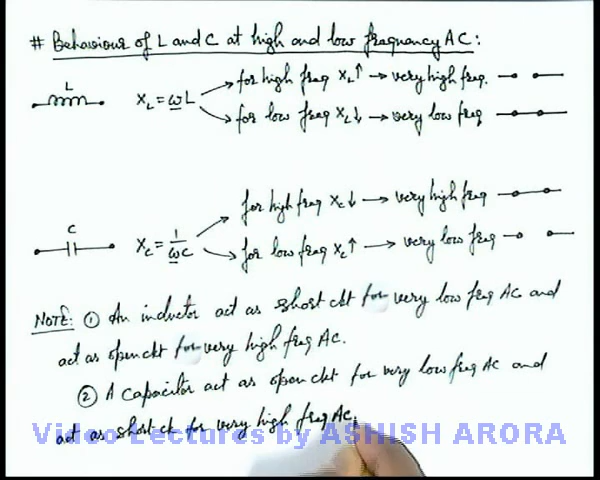 # Behaviour of L and C at high and low frequency AC:
L
X_L = ωL
for high freq X_L↑ → very high freq.
for low freq X_L↓ → very low freq
C
X_C = 1/ωC
for high freq X_C↓ → very high freq
for low freq X_C↑ → very low freq
NOTE: ① An inductor act as short ckt for very low freq AC and
act as open ckt for very high freq AC.
② A capacitor act as open ckt for very low freq AC and
act as short ck for very high freq AC.
Video Lectures by ASHISH ARORA